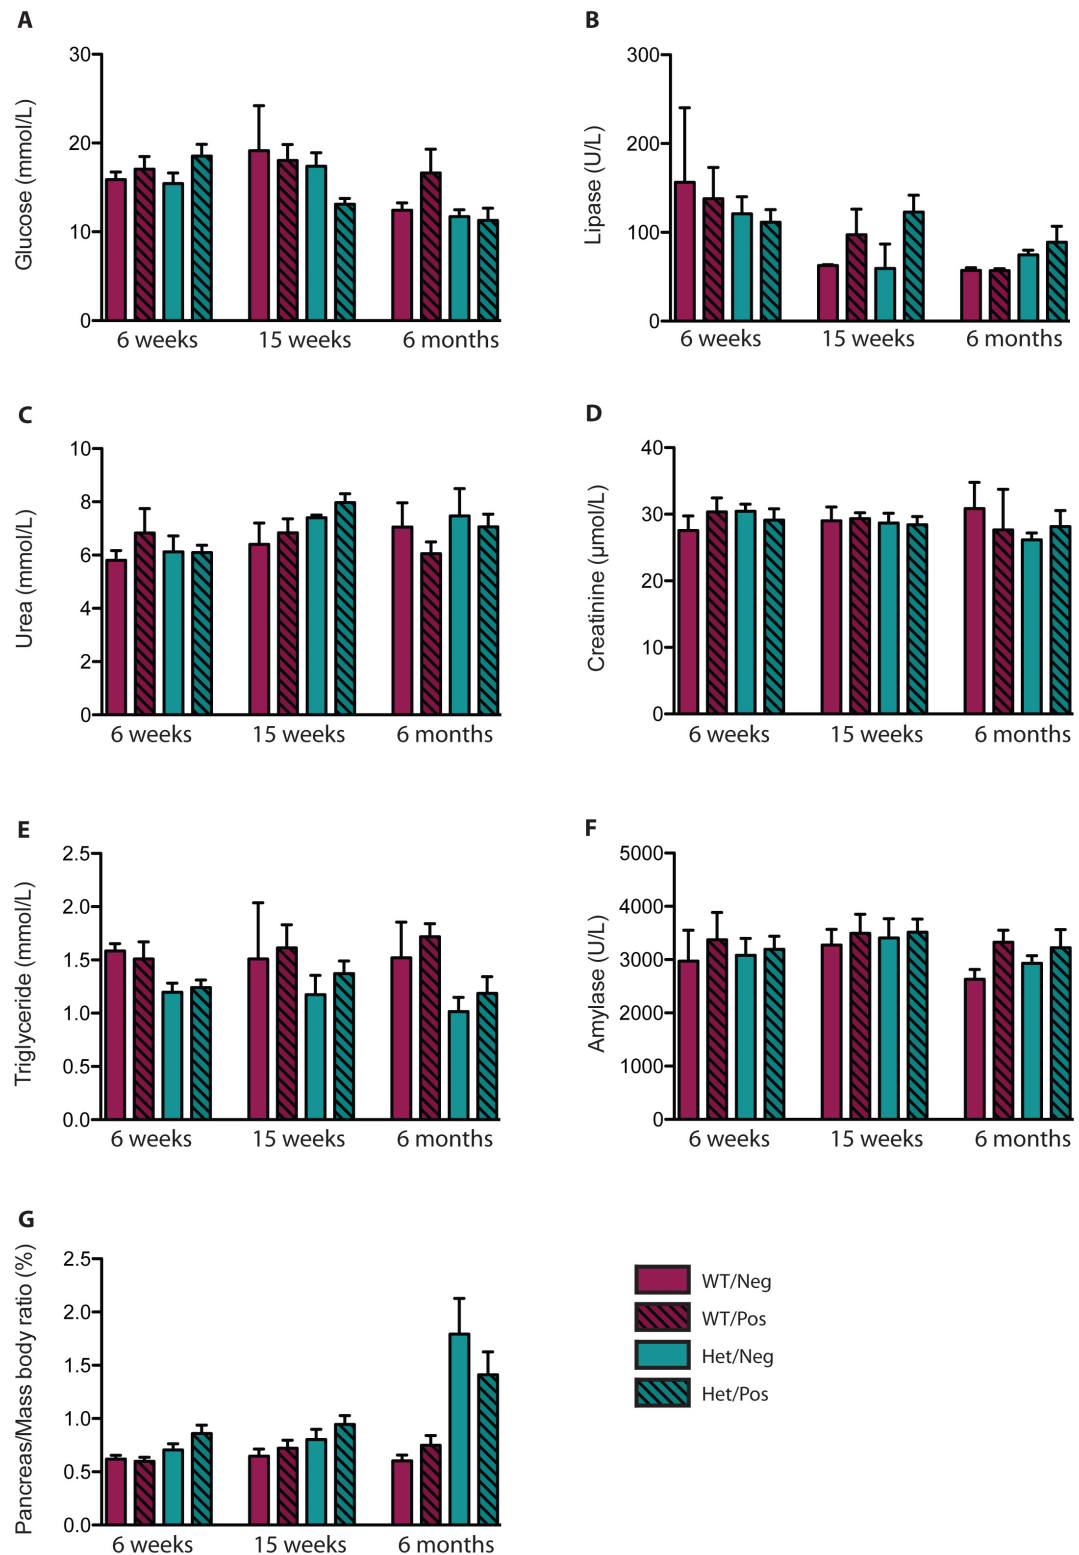 A
Glucose (mmol/L)
30
20
10
0
6 weeks 15 weeks 6 months
B
Lipase (U/L)
300
200
100
0
6 weeks 15 weeks 6 months
C
Urea (mmol/L)
10
8
6
4
2
0
6 weeks 15 weeks 6 months
D
Creatinine (μmol/L)
40
30
20
10
0
6 weeks 15 weeks 6 months
E
Triglyceride (mmol/L)
2.5
2.0
1.5
1.0
0.5
0.0
6 weeks 15 weeks 6 months
F
Amylase (U/L)
5000
4000
3000
2000
1000
0
6 weeks 15 weeks 6 months
G
Pancreas/Mass body ratio (%)
2.5
2.0
1.5
1.0
0.5
0.0
6 weeks 15 weeks 6 months
WT/Neg
WT/Pos
Het/Neg
Het/Pos